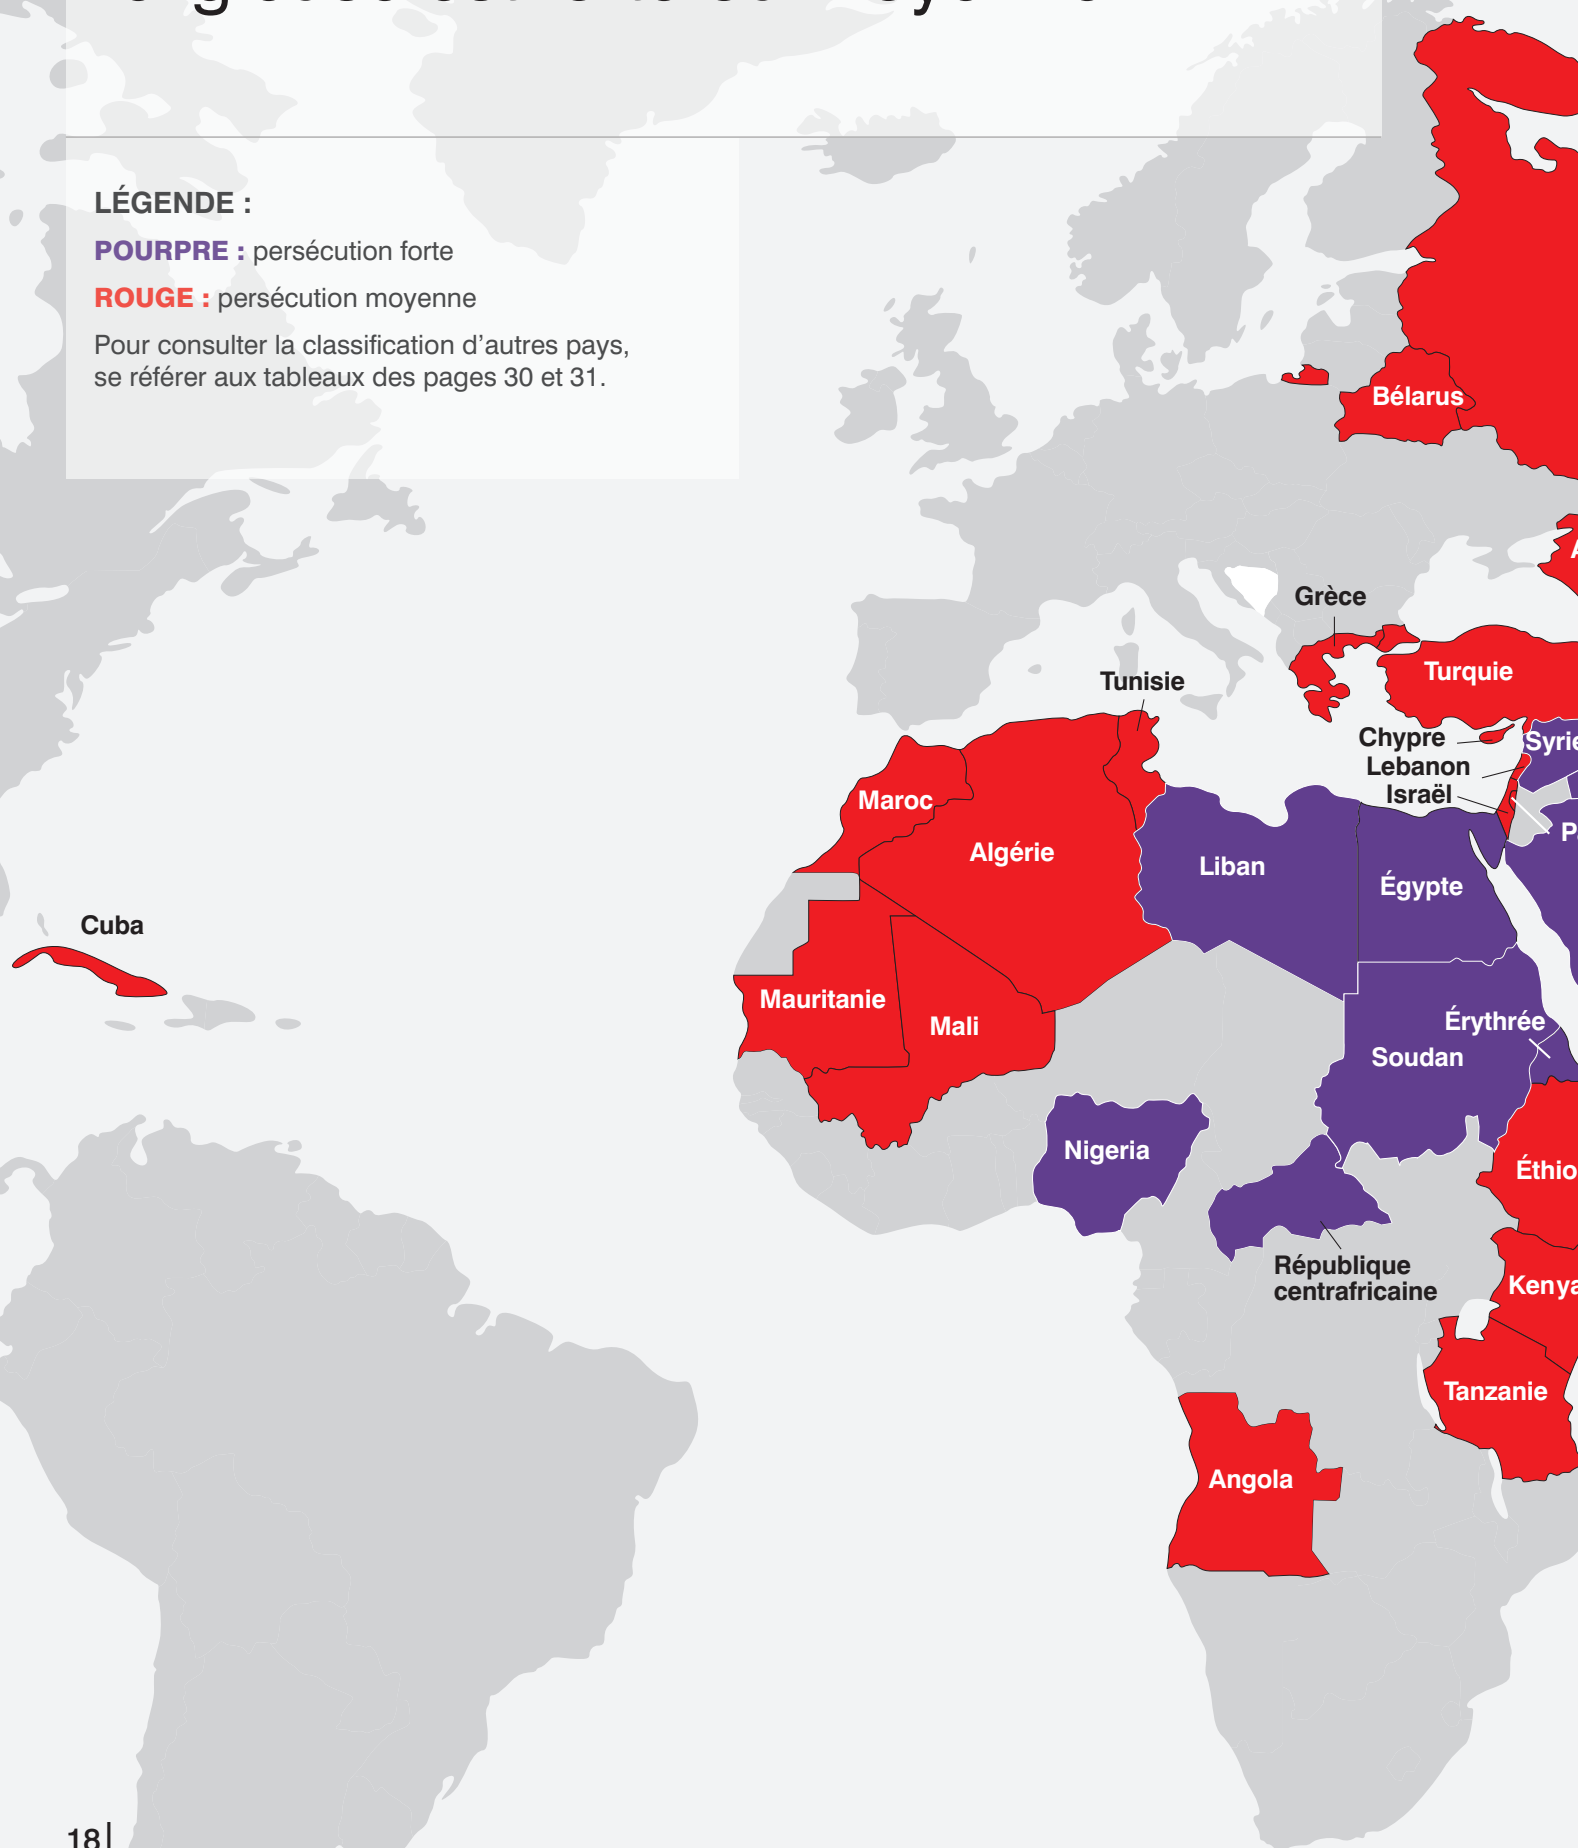 LÉGENDE :
POURPRE : persécution forte
ROUGE : persécution moyenne
Pour consulter la classification d'autres pays,
se référer aux tableaux des pages 30 et 31.
Bélarus
Grèce
Turquie
Tunisie
Chypre
Syrie
Lebanon
Israël
Maroc
Algérie
Liban
Égypte
Cuba
Mauritanie
Mali
Érythrée
Soudan
Nigeria
Éthio
République
centrafricaine
Kenya
Tanzanie
Angola
18